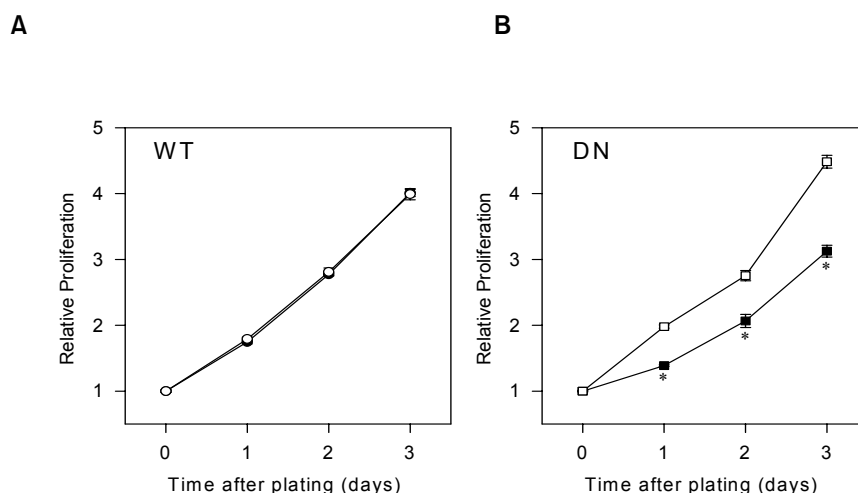 A
5
WT
4
3
2
1
Relative Proliferation
0 1 2 3
Time after plating (days)
B
5
DN
4
3
2
1
Relative Proliferation
*
*
*
0 1 2 3
Time after plating (days)